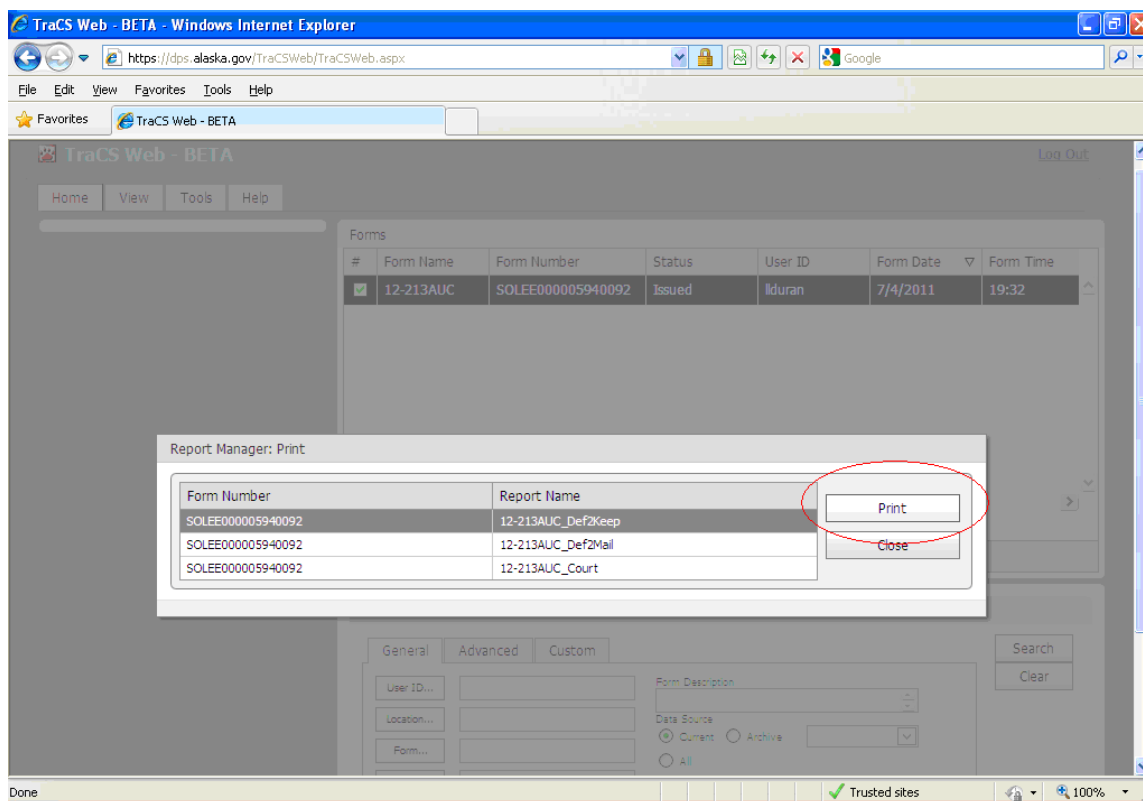 TraCS Web - BETA - Windows Internet Explorer
https://dps.alaska.gov/TraCSWeb/TraCSWeb.aspx
Google
File Edit View Favorites Tools Help
Favorites TraCS Web - BETA
TraCS Web - BETA Log Out
Home View Tools Help
Forms
# Form Name Form Number Status User ID Form Date Form Time
12-213AUC SOLEE000005940092 Issued llduran 7/4/2011 19:32
Report Manager: Print
Form Number Report Name
SOLEE000005940092 12-213AUC_Def2Keep
Print
SOLEE000005940092 12-213AUC_Def2Mail
Close
SOLEE000005940092 12-213AUC_Court
General Advanced Custom Search
Clear
User ID... Form Description
Location... Data Source
Current Archive
Form...
All
Done Trusted sites 100%